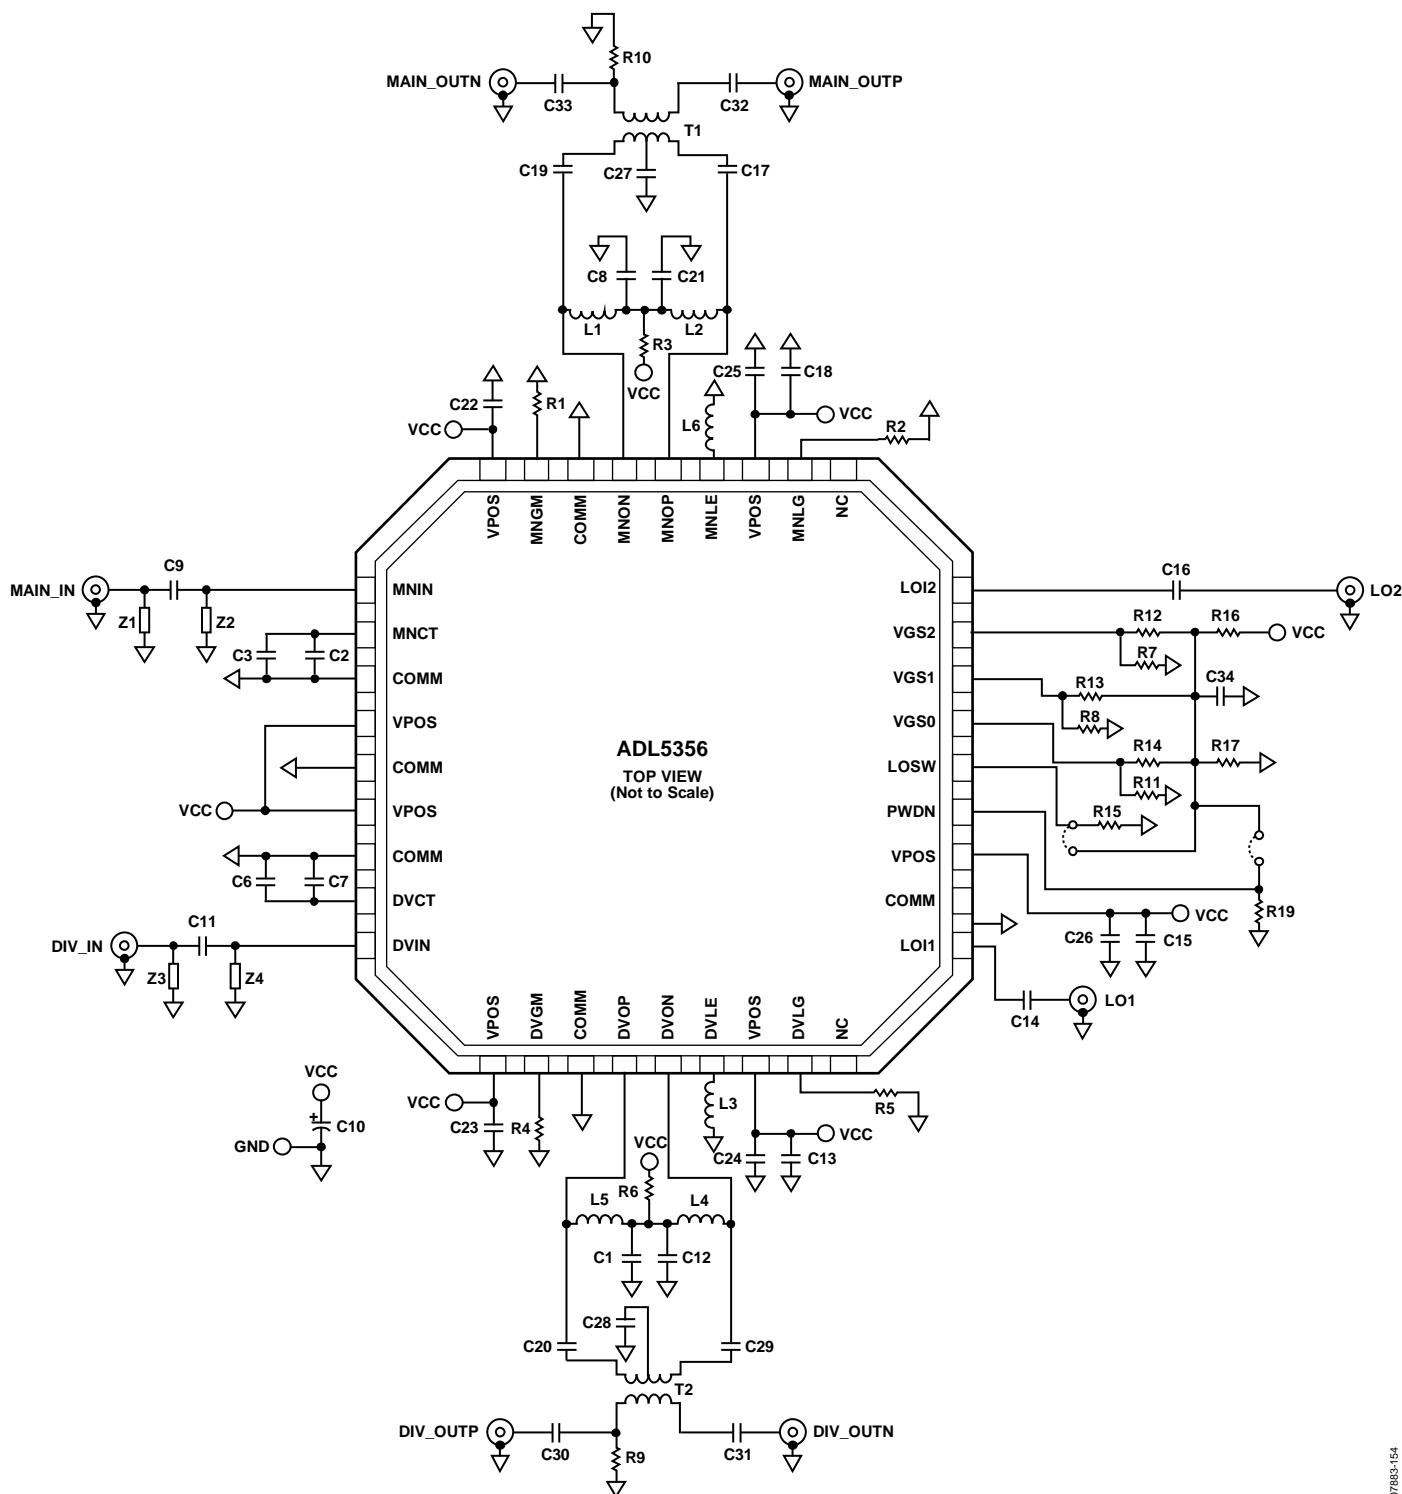 R10
MAIN_OUTN
MAIN_OUTP
C33
C32
T1
C19
C27
C17
C8
C21
L1
L2
R3
VCC
C25
C18
C22
R1
L6
VCC
R2
VCC
VPOS
MNGM
COMM
MNON
MNOP
MNLE
VPOS
MNLG
NC
C9
MAIN_IN
Z1
Z2
MNIN
LOI2
C16
LO2
MNCT
VGS2
R12
R16
VCC
C3
C2
R7
COMM
VGS1
R13
C34
R8
VPOS
VGS0
R14
R17
ADL5356
TOP VIEW
(Not to Scale)
COMM
LOSW
R11
VCC
VPOS
PWDN
R15
COMM
VPOS
C6
C7
DVCT
COMM
VCC
R19
C26
C15
C11
DIV_IN
DVIN
LOI1
Z3
Z4
C14
LO1
VPOS
DVGM
COMM
DVOP
DVON
DVLE
VPOS
DVLG
NC
VCC
+
C10
GND
VCC
C23
R4
L3
R5
VCC
C24
C13
VCC
R6
L5
L4
C1
C12
C28
C20
C29
T2
DIV_OUTP
DIV_OUTN
C30
C31
R9
07883-154